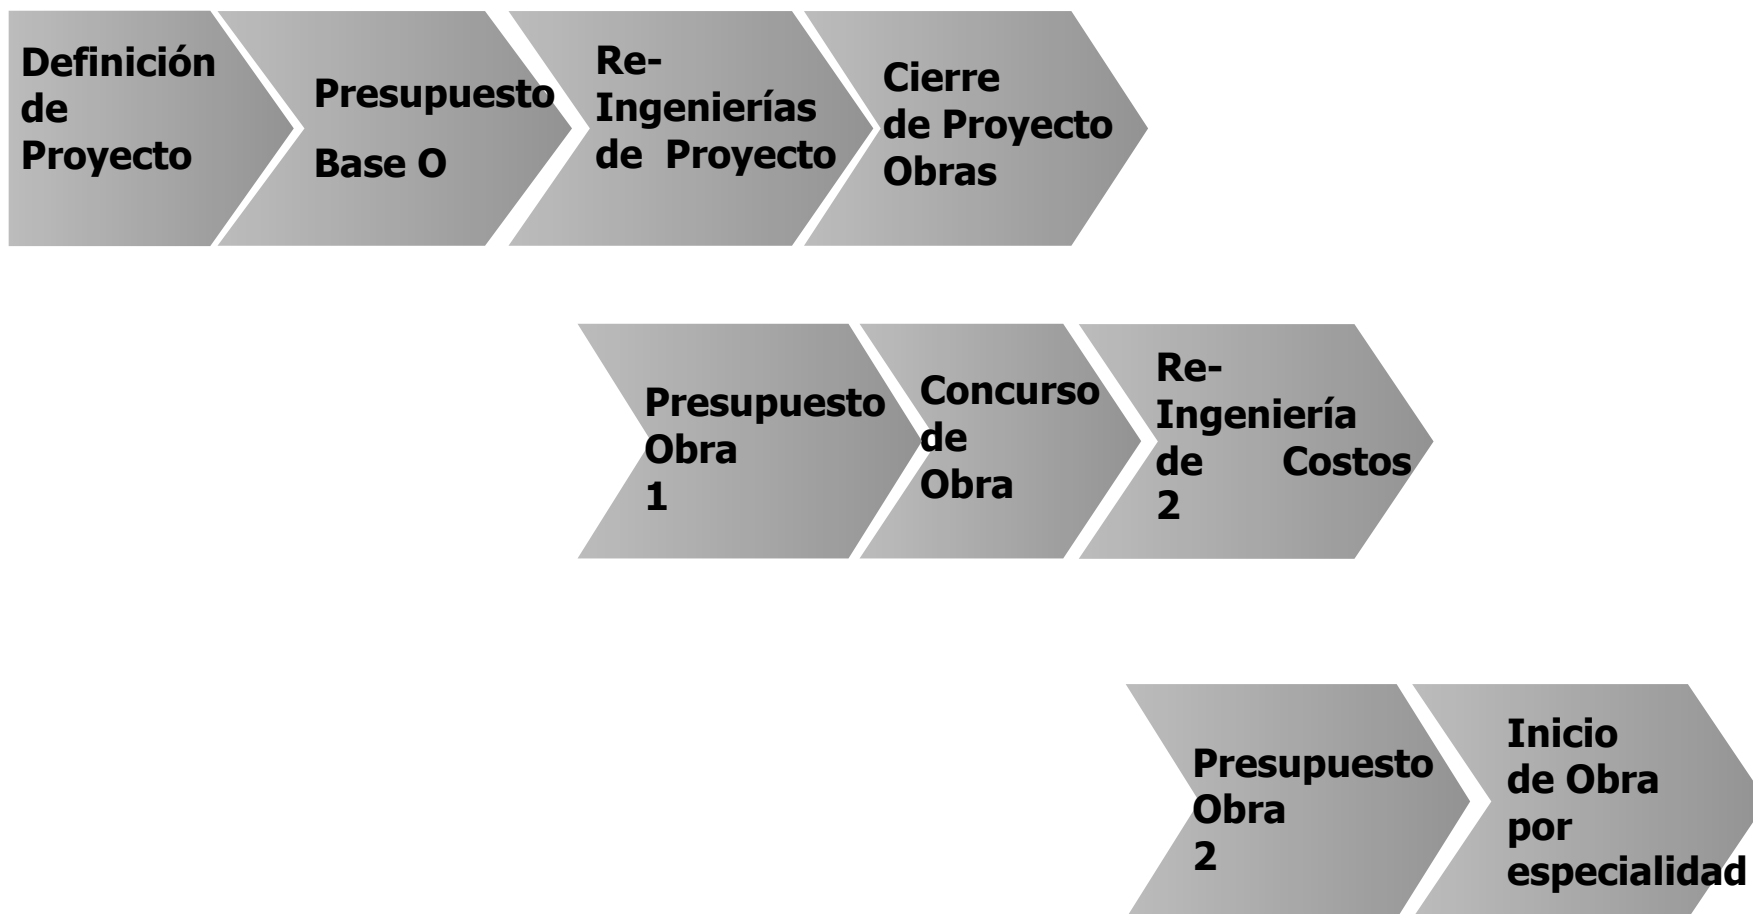 Definición
de
Proyecto
Presupuesto
Base O
Re-
Ingenierías
de Proyecto
Cierre
de Proyecto
Obras
Presupuesto
Obra
1
Concurso
de
Obra
Re-
Ingeniería
de Costos
2
Presupuesto
Obra
2
Inicio
de Obra
por
especialidad